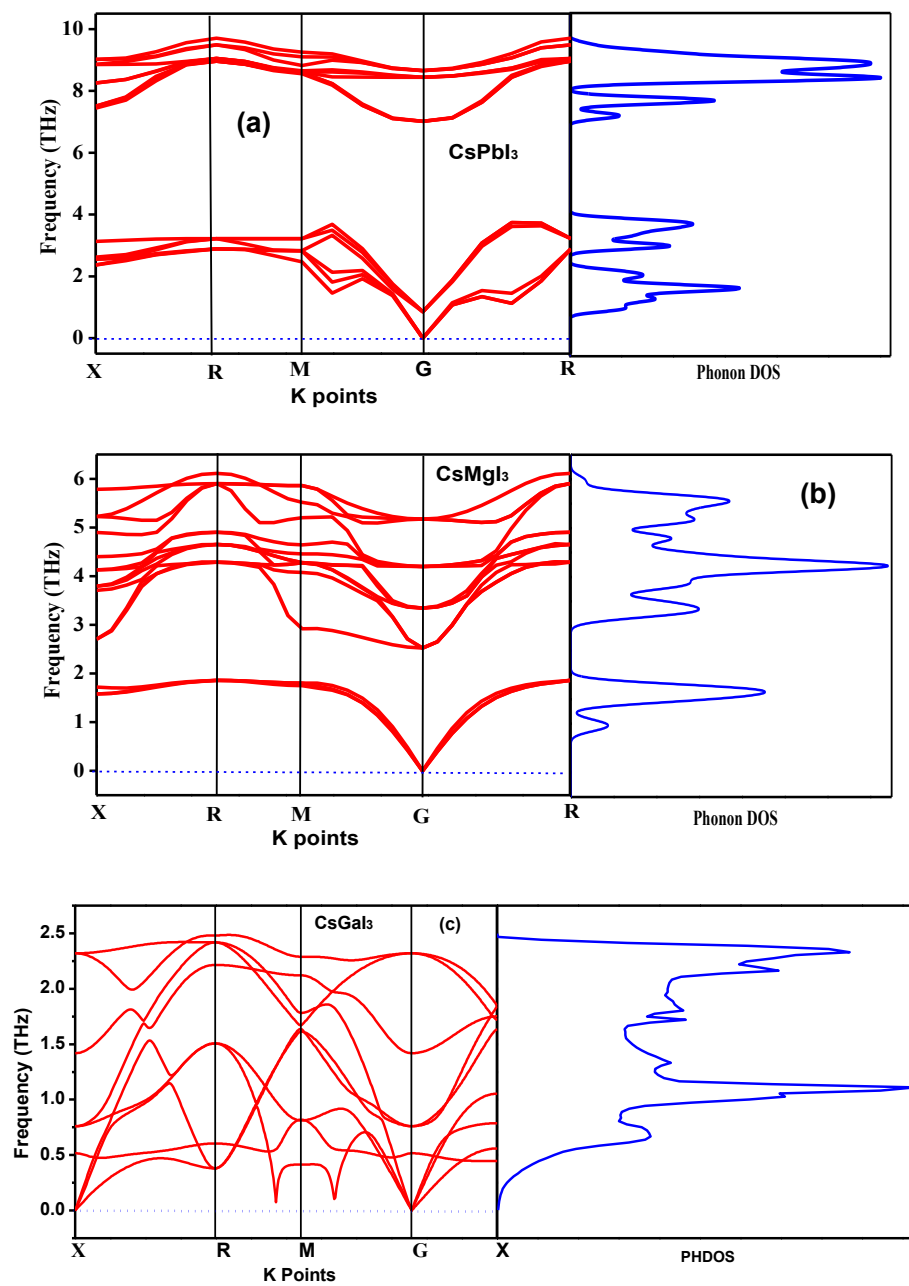 10
8
6
4
2
0
Frequency (THz)
(a)
CsPbI₃
X R M G R
K points
Phonon DOS
6
5
4
3
2
1
0
Frequency (THz)
CsMgI₃
(b)
X R M G R
K points
Phonon DOS
2.5
2.0
1.5
1.0
0.5
0.0
Frequency (THz)
CsGaI₃
(c)
X R M G X
K Points
PHDOS